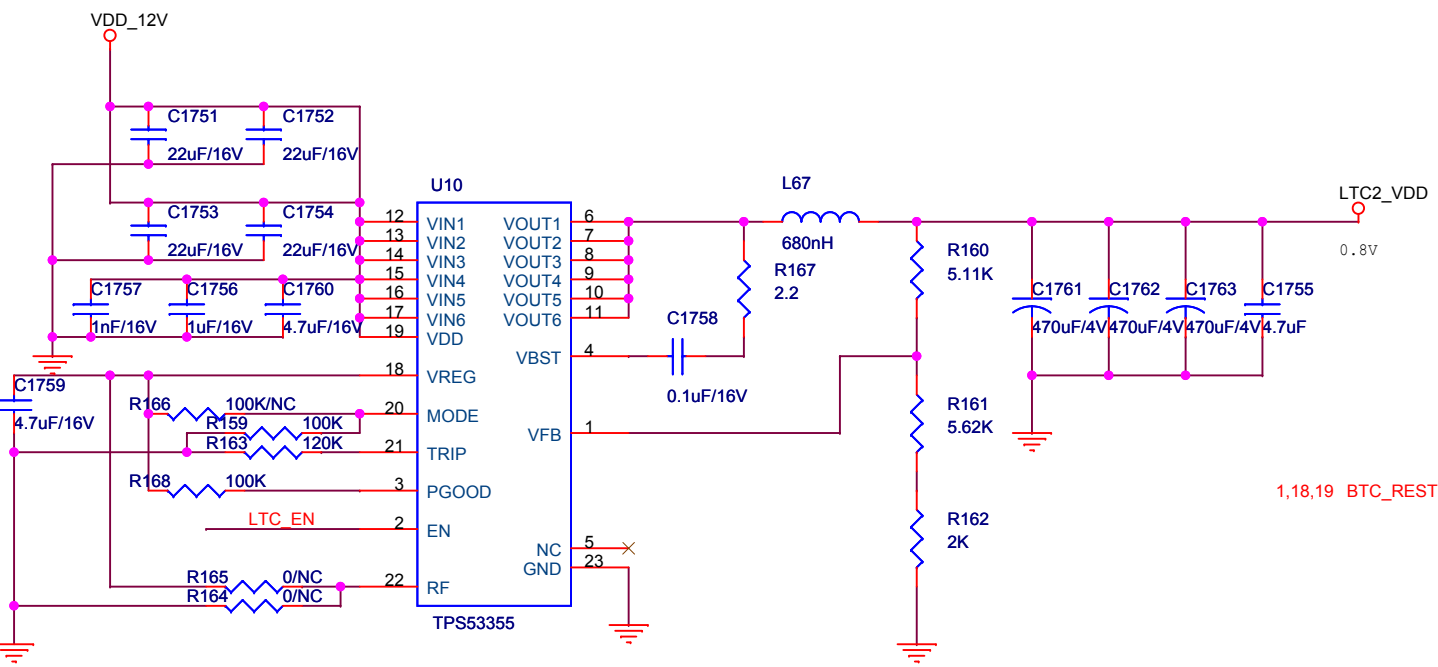 VDD_12V
C1751
22uF/16V
C1752
22uF/16V
C1753
22uF/16V
C1754
22uF/16V
C1757
1nF/16V
C1756
1uF/16V
C1760
4.7uF/16V
C1759
4.7uF/16V
R166 100K/NC
R159 100K
R163 120K
R168 100K
LTC_EN
R165 0/NC
R164 0/NC
U10
12 VIN1
13 VIN2
14 VIN3
15 VIN4
16 VIN5
17 VIN6
19 VDD
18 VREG
20 MODE
21 TRIP
3 PGOOD
2 EN
22 RF
VOUT1 6
VOUT2 7
VOUT3 8
VOUT4 9
VOUT5 10
VOUT6 11
VBST 4
VFB 1
NC 5
GND 23
TPS53355
L67
680nH
R167
2.2
C1758
0.1uF/16V
R160
5.11K
R161
5.62K
R162
2K
C1761
470uF/4V
C1762
470uF/4V
C1763
470uF/4V
C1755
4.7uF
LTC2_VDD
0.8V
1,18,19 BTC_REST